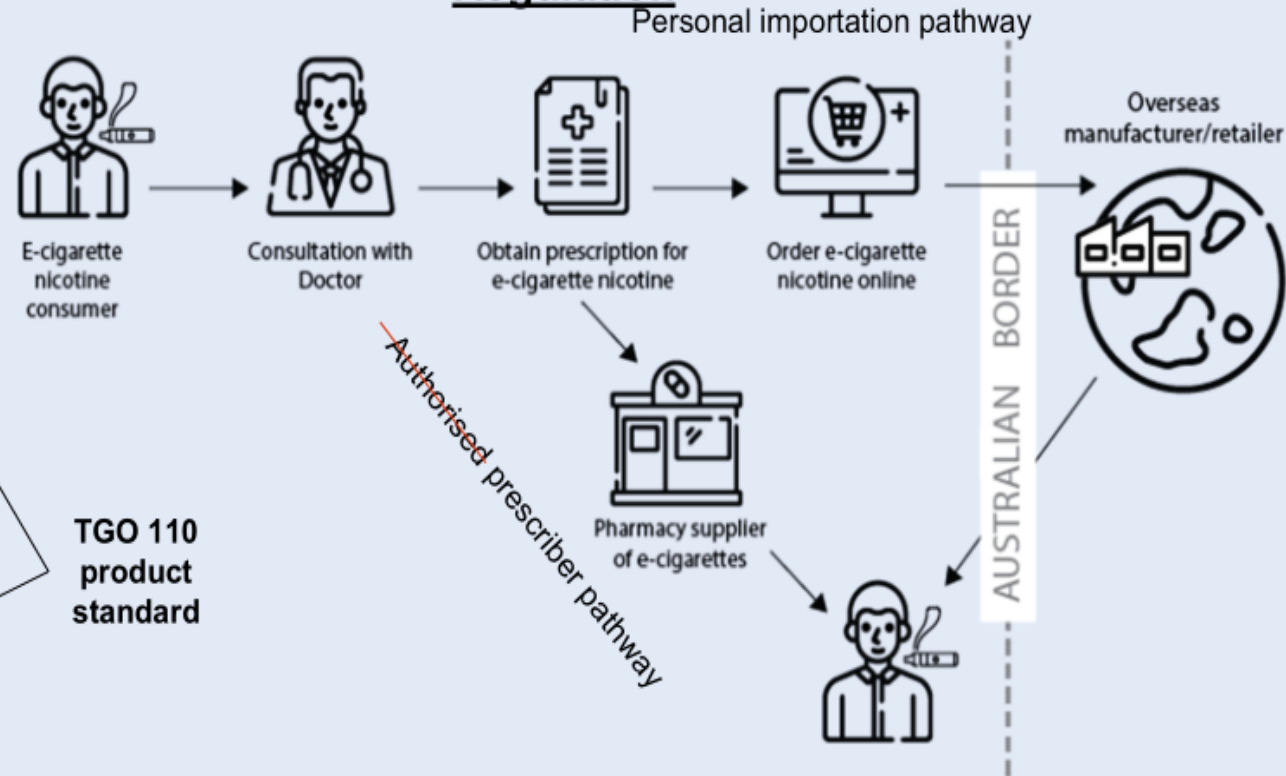 Personal importation pathway
Overseas
manufacturer/retailer
E-cigarette
nicotine
consumer
Consultation with
Doctor
Obtain prescription for
e-cigarette nicotine
Order e-cigarette
nicotine online
AUSTRALIAN BORDER
Authorised prescriber pathway
Pharmacy supplier
of e-cigarettes
TGO 110
product
standard